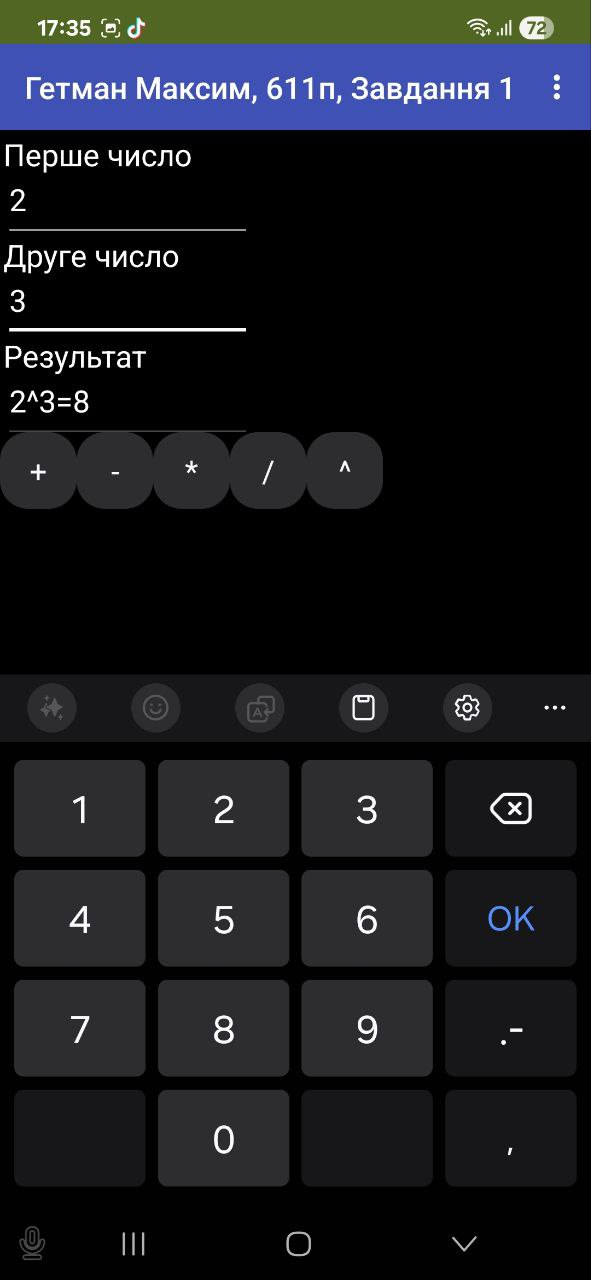 17:35 72
Гетман Максим, 611п, Завдання 1
Перше число
2
Друге число
3
Результат
2^3=8
+ - * / ^
1 2 3
4 5 6 OK
7 8 9 .-
0 ,